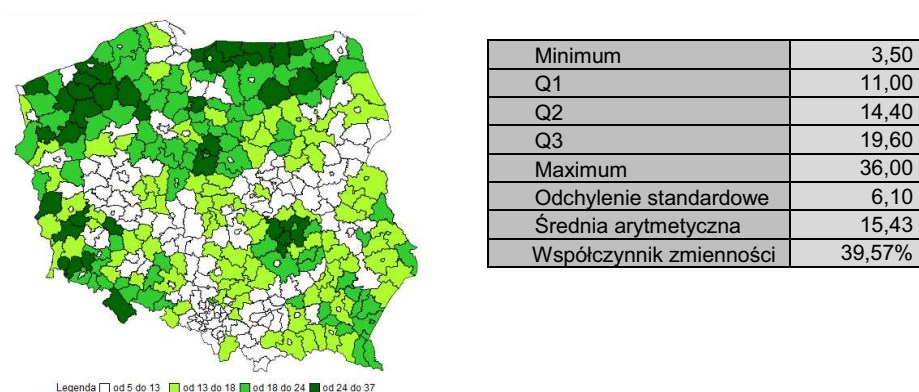 Minimum 3,50
Q1 11,00
Q2 14,40
Q3 19,60
Maximum 36,00
Odchylenie standardowe 6,10
Średnia arytmetyczna 15,43
Współczynnik zmienności 39,57%
Legenda od 5 do 13 od 13 do 18 od 18 do 24 od 24 do 37